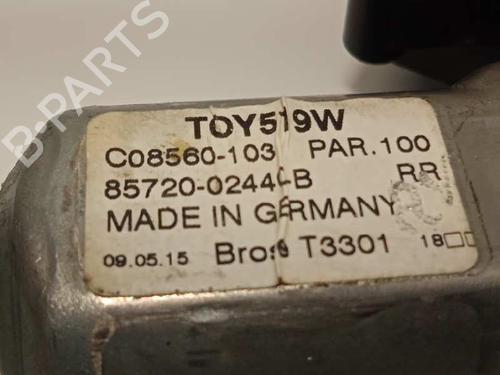 B-PARTS
TOY519W
C08560-103 PAR.100
85720-0244-B RR
MADE IN GERMANY
09.05.15 Brose T3301 18